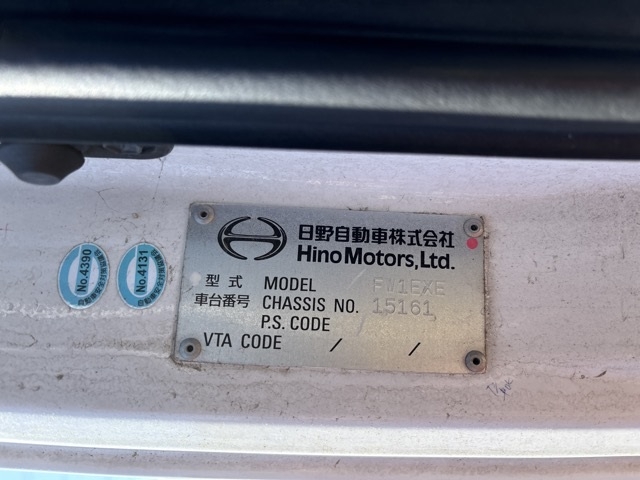 日野自動車株式会社
Hino Motors, Ltd.
型式 MODEL FW1EXE
車台番号 CHASSIS NO. 15161
P.S. CODE /
VTA CODE / /
No.4390
No.4131